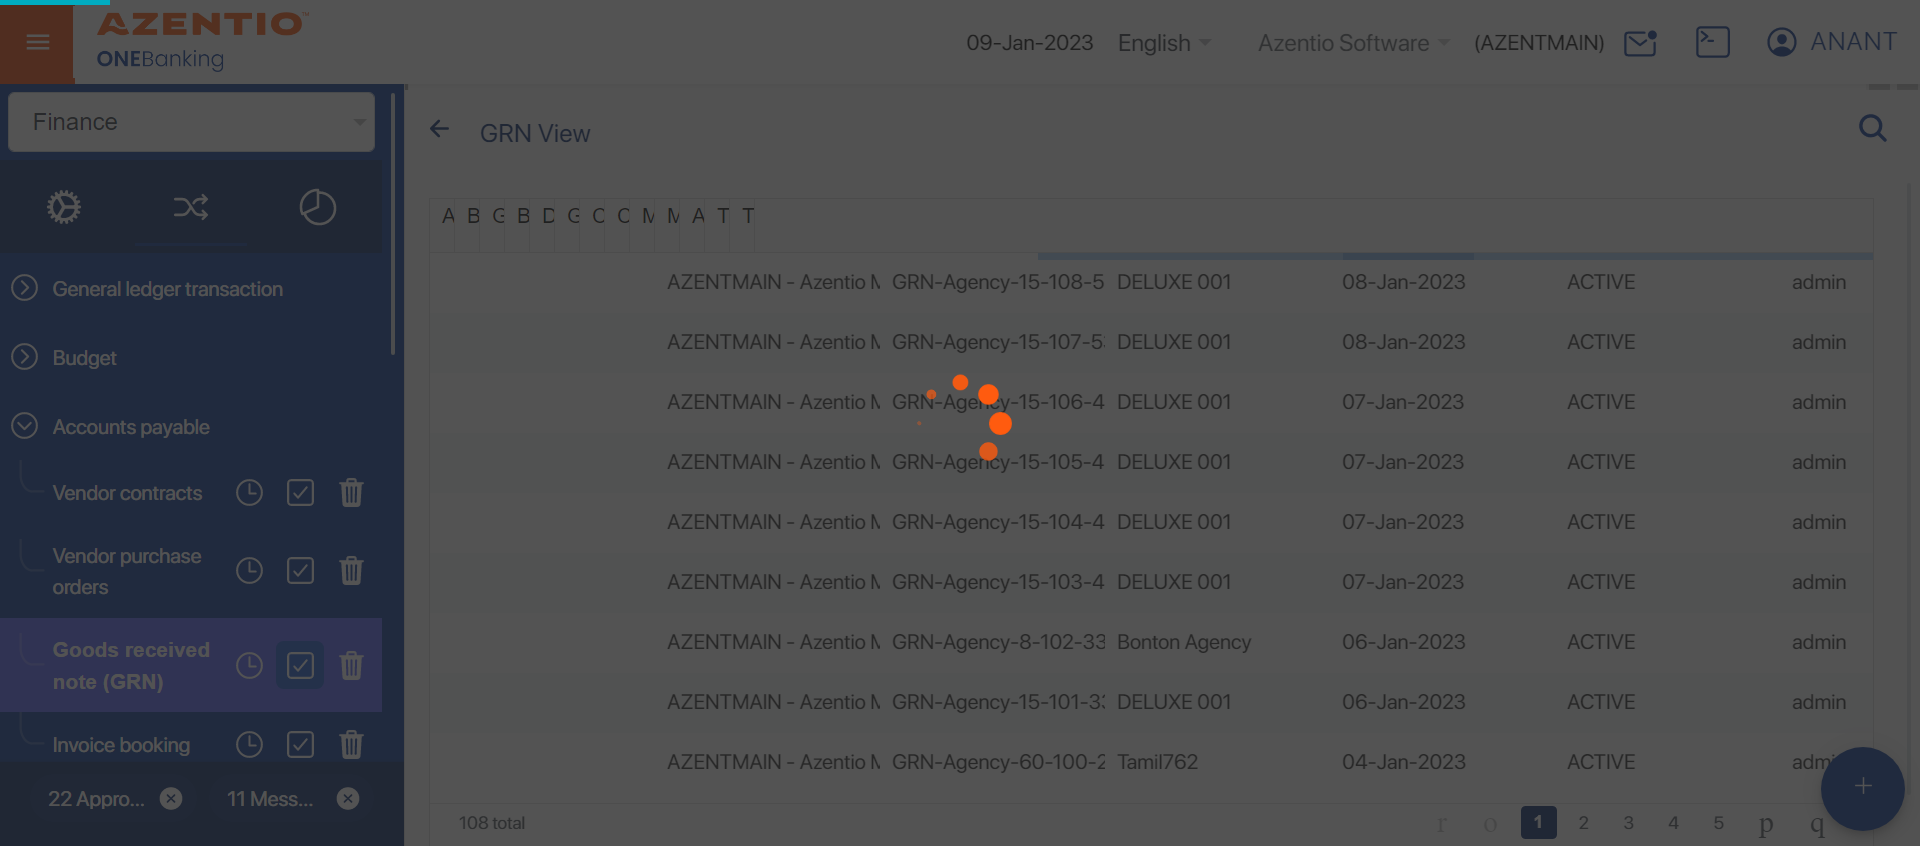 AZENTIO™
ONEBanking
09-Jan-2023 English Azentio Software (AZENTMAIN) ANANT
Finance
GRN View
General ledger transaction
Budget
Accounts payable
Vendor contracts
Vendor purchase
orders
Goods received
note (GRN)
Invoice booking
22 Appro... 11 Mess...
A B G B D G C C M M A T T
AZENTMAIN - Azentio M GRN-Agency-15-108-5 DELUXE 001 08-Jan-2023 ACTIVE admin
AZENTMAIN - Azentio M GRN-Agency-15-107-53 DELUXE 001 08-Jan-2023 ACTIVE admin
AZENTMAIN - Azentio M GRN-Agency-15-106-4 DELUXE 001 07-Jan-2023 ACTIVE admin
AZENTMAIN - Azentio M GRN-Agency-15-105-4 DELUXE 001 07-Jan-2023 ACTIVE admin
AZENTMAIN - Azentio M GRN-Agency-15-104-4 DELUXE 001 07-Jan-2023 ACTIVE admin
AZENTMAIN - Azentio M GRN-Agency-15-103-4 DELUXE 001 07-Jan-2023 ACTIVE admin
AZENTMAIN - Azentio M GRN-Agency-8-102-33 Bonton Agency 06-Jan-2023 ACTIVE admin
AZENTMAIN - Azentio M GRN-Agency-15-101-33 DELUXE 001 06-Jan-2023 ACTIVE admin
AZENTMAIN - Azentio M GRN-Agency-60-100-2 Tamil762 04-Jan-2023 ACTIVE admi
108 total r o 1 2 3 4 5 p q